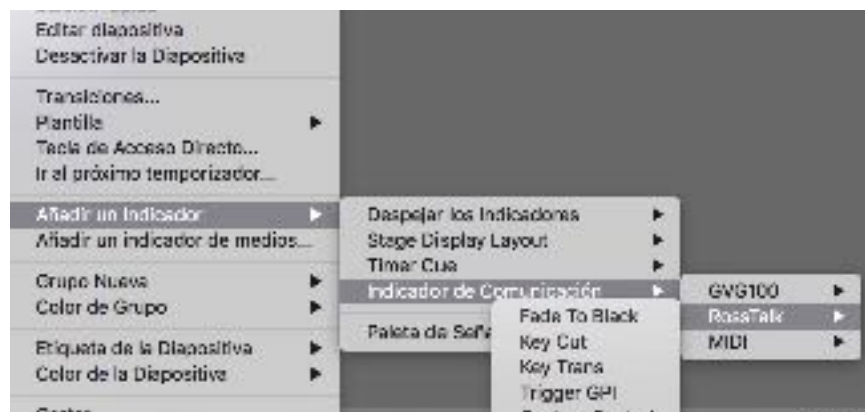 Editar diapositiva
Desactivar la Diapositiva
Transiciones...
Plantilla
Tecla de Acceso Directo...
Ir al próximo temporizador...
Añadir un Indicador
Añadir un indicador de medios...
Grupo Nueva
Color de Grupo
Etiqueta de la Diapositiva
Color de la Diapositiva
Despejar los Indicadores
Stage Display Layout
Timer Cue
Indicador de Comunicación
Paleta de Seña
GVG100
RossTalk
MIDI
Fade To Black
Key Cut
Key Trans
Trigger GPI